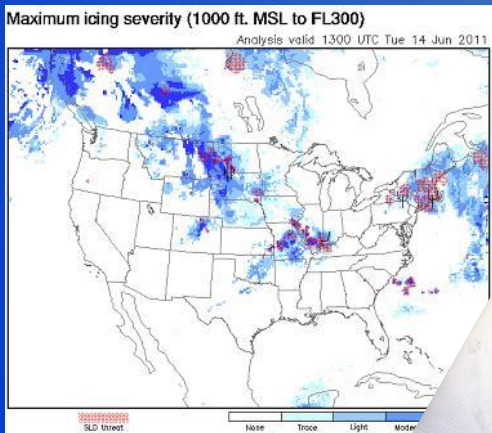 Maximum icing severity (1000 ft. MSL to FL300)
Analysis valid 1300 UTC Tue 14 Jun 2011
SLD threat
None Trace Light